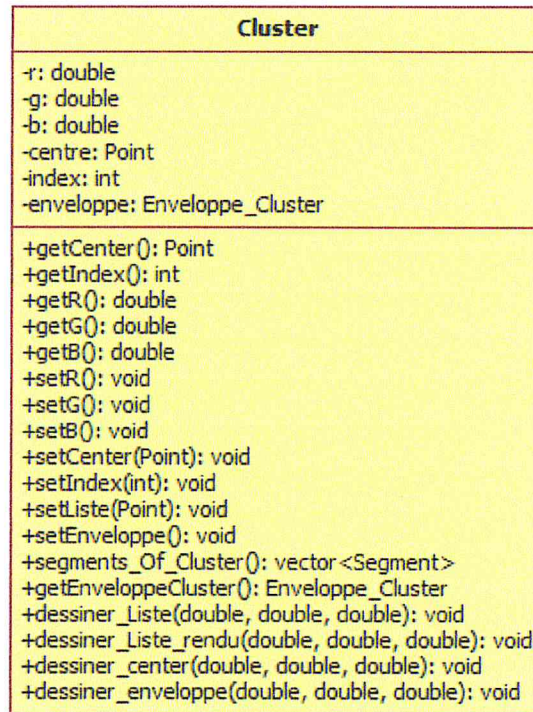 Cluster
-r: double
-g: double
-b: double
-centre: Point
-index: int
-enveloppe: Enveloppe_Cluster
+getCenter(): Point
+getIndex(): int
+getR(): double
+getG(): double
+getB(): double
+setR(): void
+setG(): void
+setB(): void
+setCenter(Point): void
+setIndex(int): void
+setListe(Point): void
+setEnveloppe(): void
+segments_Of_Cluster(): vector<Segment>
+getEnveloppeCluster(): Enveloppe_Cluster
+dessiner_Liste(double, double, double): void
+dessiner_Liste_rendu(double, double, double): void
+dessiner_center(double, double, double): void
+dessiner_enveloppe(double, double, double): void